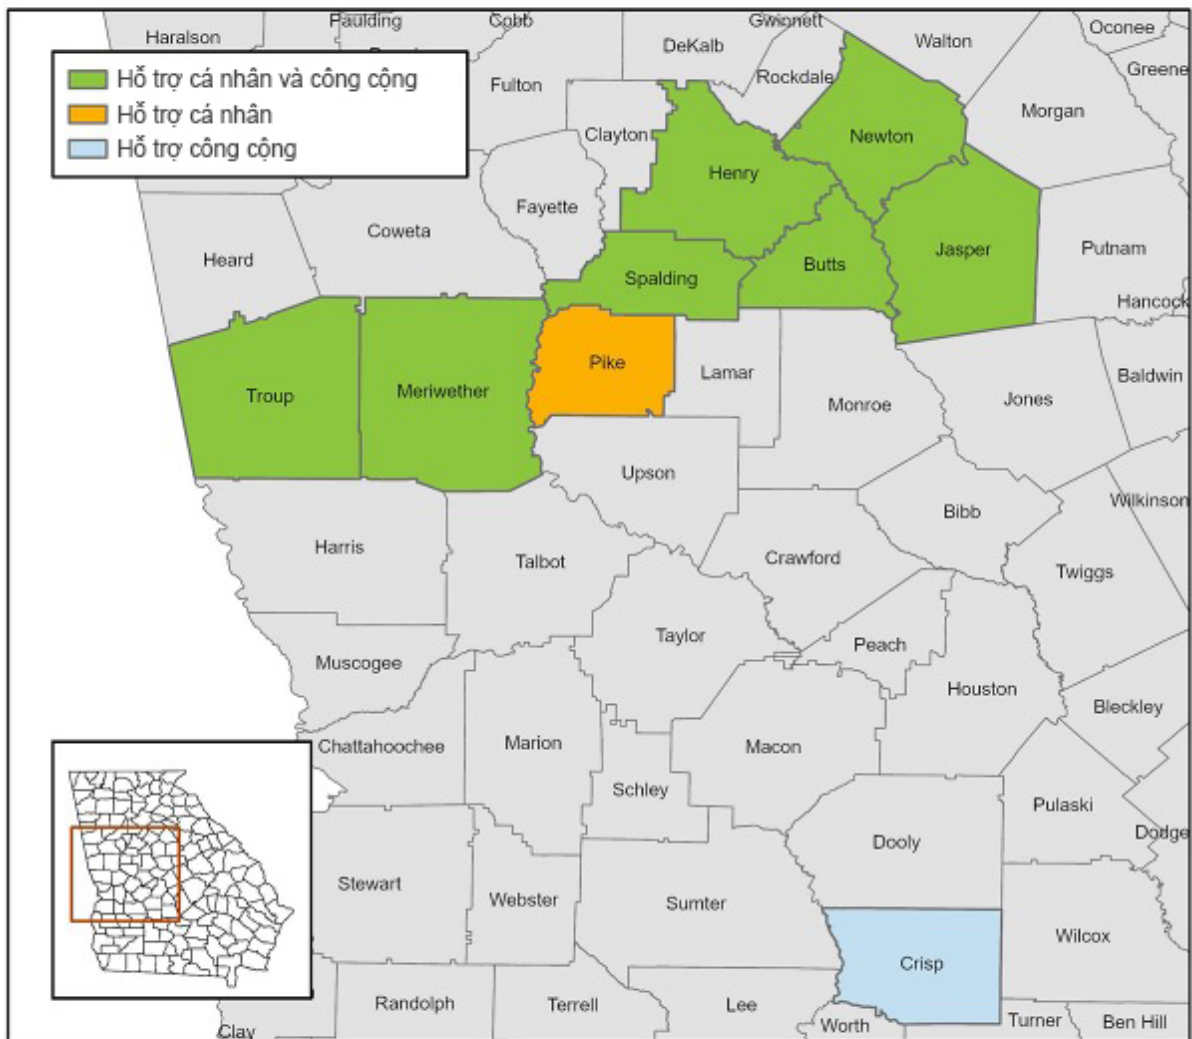 Paulding
Cobb
Gwinnett
Oconee
Haralson
DeKalb
Walton
Greene
Hỗ trợ cá nhân và công cộng
Hỗ trợ cá nhân
Hỗ trợ công cộng
Fulton
Rockdale
Morgan
Clayton
Newton
Henry
Fayette
Coweta
Heard
Spalding
Butts
Jasper
Putnam
Hancock
Troup
Meriwether
Pike
Lamar
Monroe
Jones
Baldwin
Upson
Bibb
Wilkinson
Harris
Talbot
Crawford
Twiggs
Taylor
Peach
Muscogee
Houston
Bleckley
Chattahoochee
Marion
Macon
Schley
Pulaski
Dodge
Dooly
Stewart
Webster
Sumter
Wilcox
Crisp
Randolph
Terrell
Lee
Worth
Turner
Ben Hill
Clay